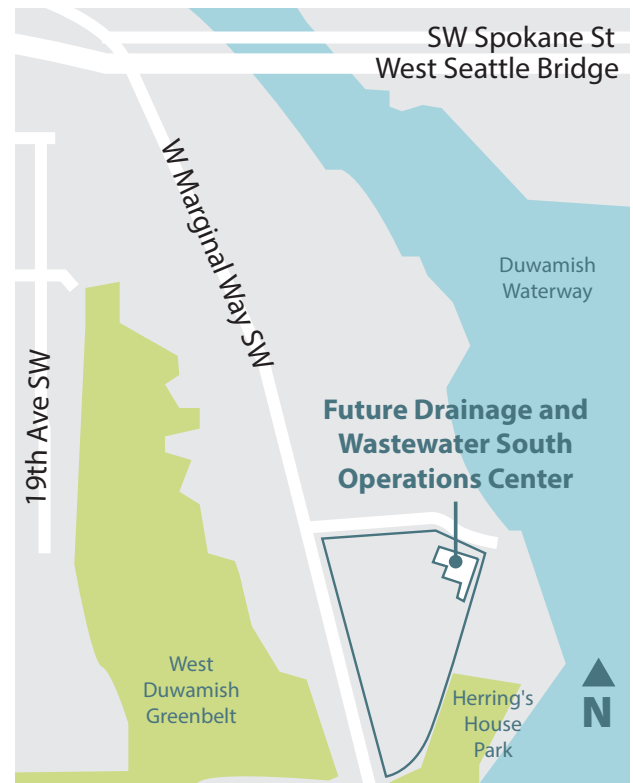 SW Spokane St
West Seattle Bridge
W Marginal Way SW
Duwamish
Waterway
19th Ave SW
Future Drainage and
Wastewater South
Operations Center
West
Duwamish
Greenbelt
Herring's
House
Park
N